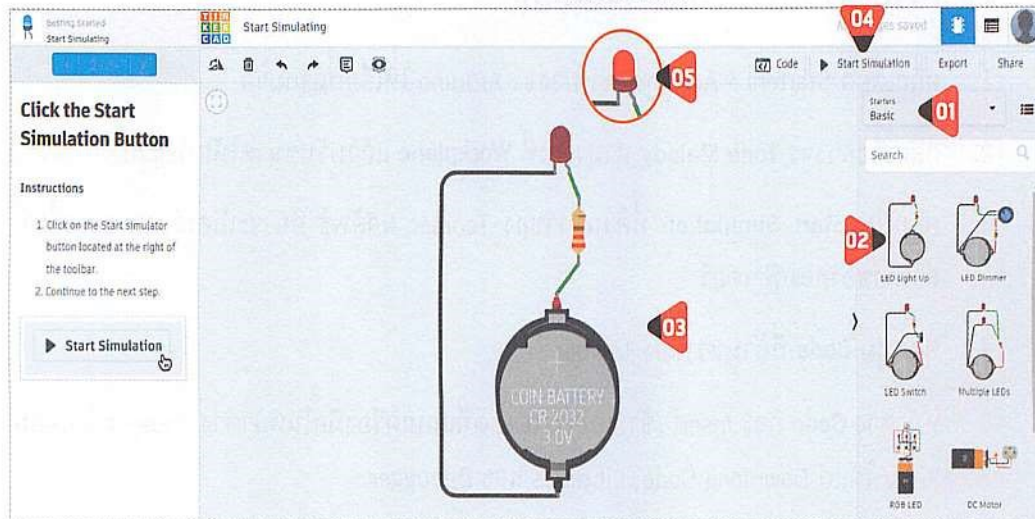 Getting Started
Start Simulating
TIN
KER
CAD
Start Simulating
04
saved
Code
Start Simulation
Export
Share
05
Click the Start
Simulation Button
Instructions
1. Click on the Start simulator
button located at the right of
the toolbar.
2. Continue to the next step.
Start Simulation
Starters
Basic
01
Search
02
LED Light Up
LED Dimmer
03
LED Switch
Multiple LEDs
RGB LED
DC Motor
COIN BATTERY
CR 2032
3.0V